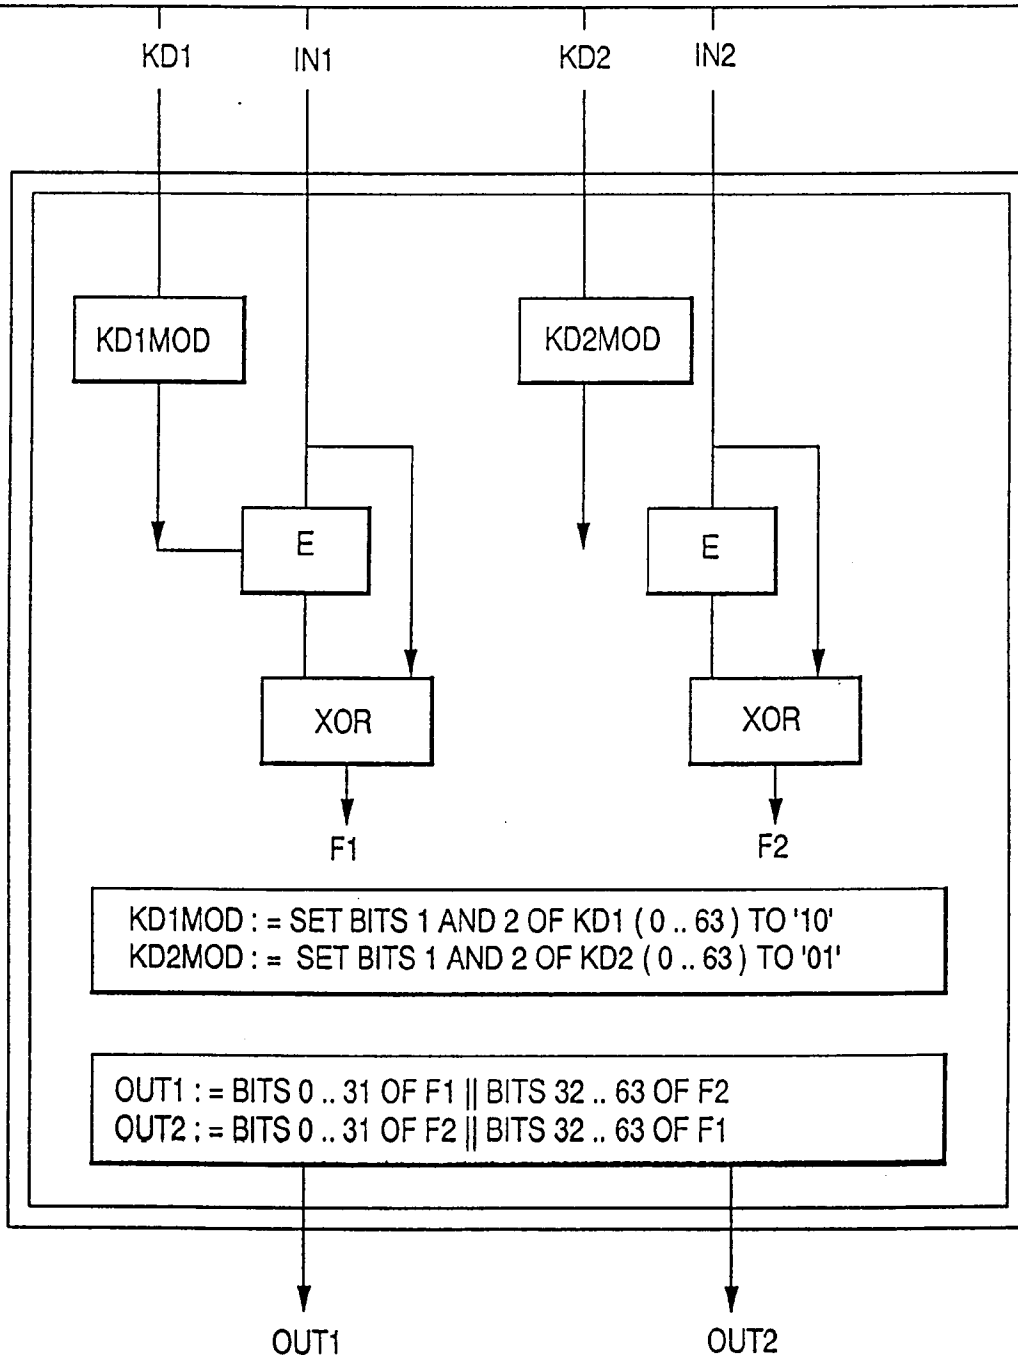 KD1 IN1 KD2 IN2
KD1MOD KD2MOD
E E
XOR XOR
F1 F2
KD1MOD : = SET BITS 1 AND 2 OF KD1 ( 0 .. 63 ) TO '10'
KD2MOD : = SET BITS 1 AND 2 OF KD2 ( 0 .. 63 ) TO '01'
OUT1 : = BITS 0 .. 31 OF F1 || BITS 32 .. 63 OF F2
OUT2 : = BITS 0 .. 31 OF F2 || BITS 32 .. 63 OF F1
OUT1 OUT2